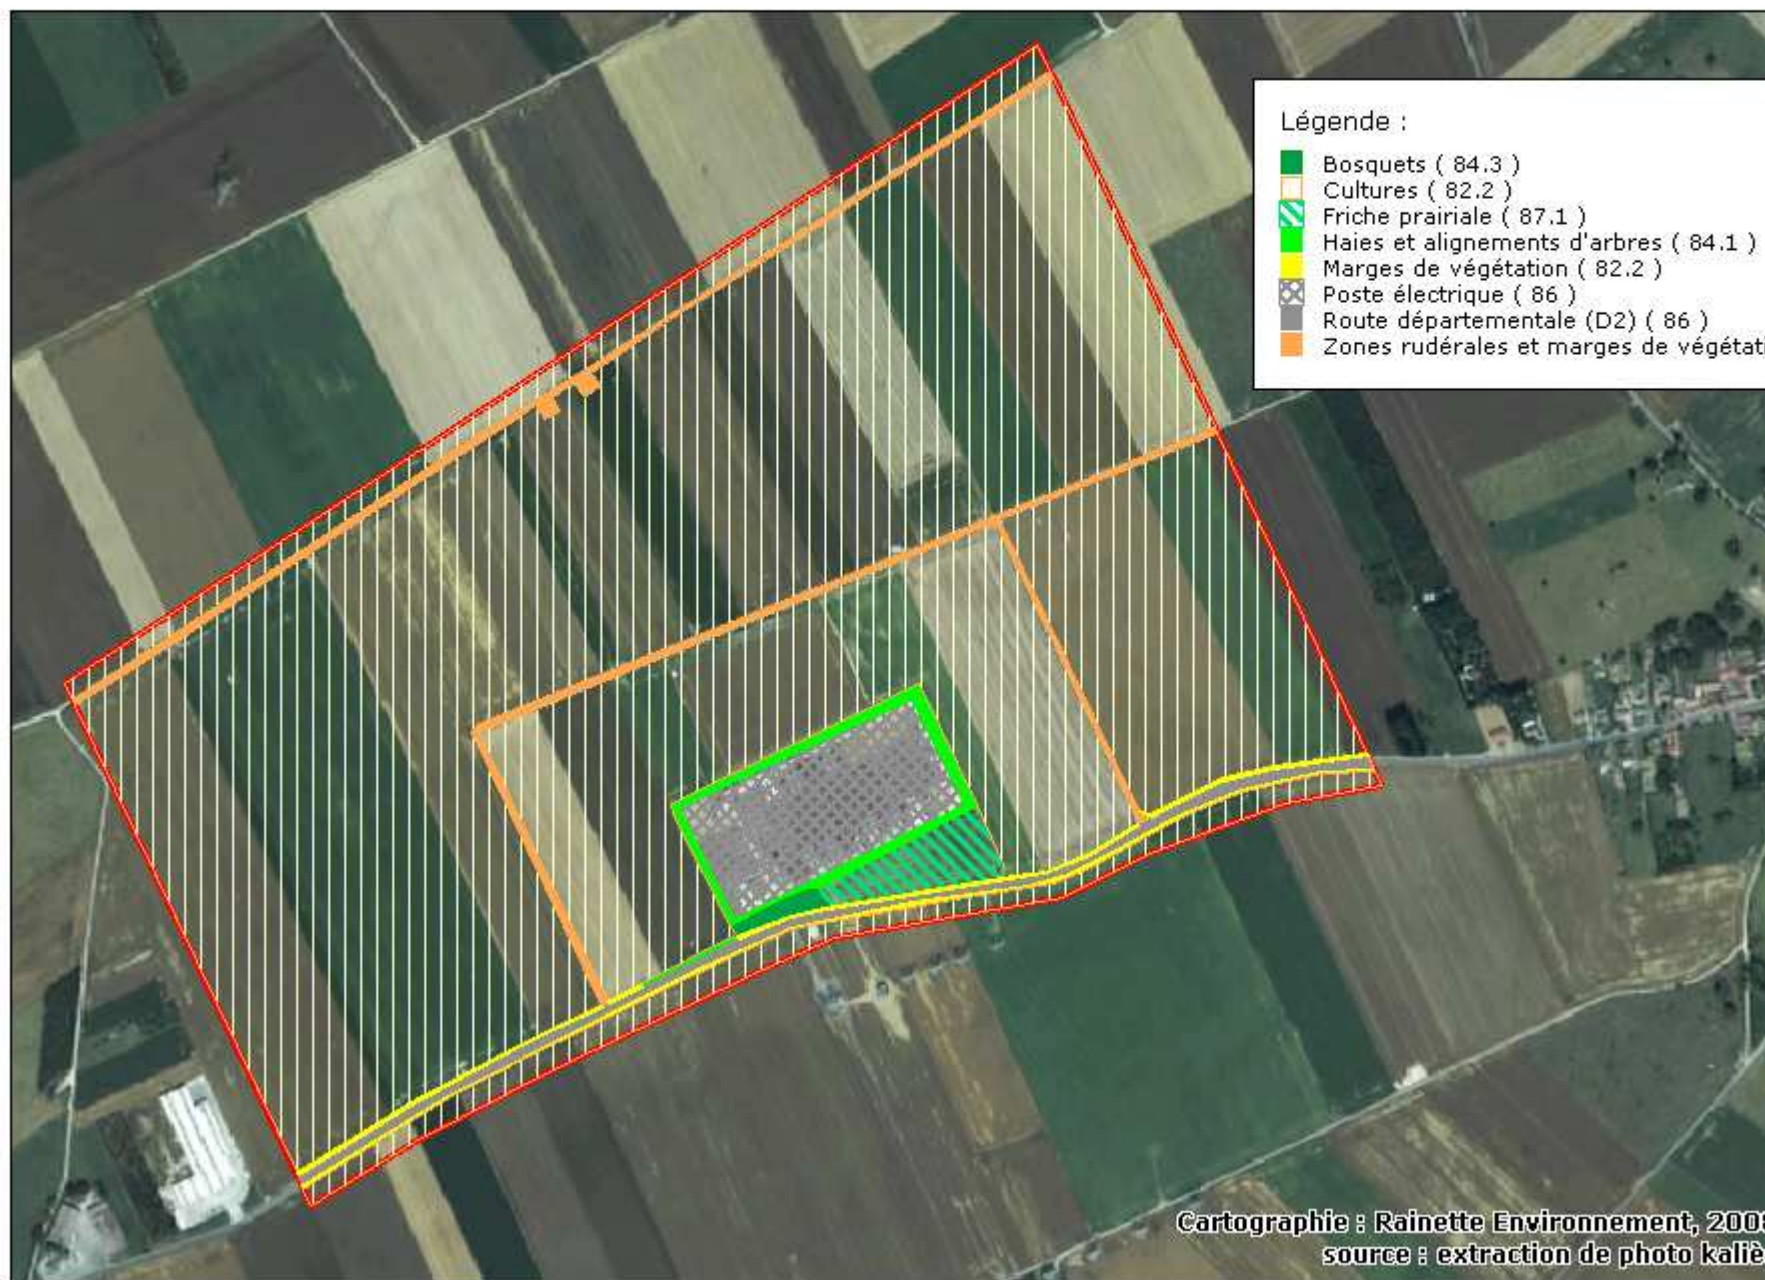 Légende :
Bosquets ( 84.3 )
Cultures ( 82.2 )
Friche prairiale ( 87.1 )
Haies et alignements d'arbres ( 84.1 )
Marges de végétation ( 82.2 )
Poste électrique ( 86 )
Route départementale (D2) ( 86 )
Zones rudérales et marges de végétati
Cartographie : Rainette Environnement, 2008
source : extraction de photo kaliè